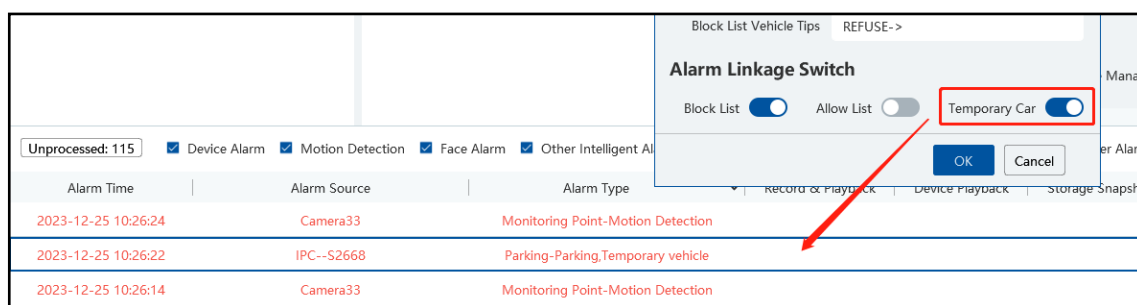 Block List Vehicle Tips REFUSE->
Alarm Linkage Switch
Block List Allow List Temporary Car
OK Cancel
Unprocessed: 115 Device Alarm Motion Detection Face Alarm Other Intelligent
Alarm Time Alarm Source Alarm Type Record & Playback Device Playback Storage
2023-12-25 10:26:24 Camera33 Monitoring Point-Motion Detection
2023-12-25 10:26:22 IPC--S2668 Parking-Parking,Temporary vehicle
2023-12-25 10:26:14 Camera33 Monitoring Point-Motion Detection